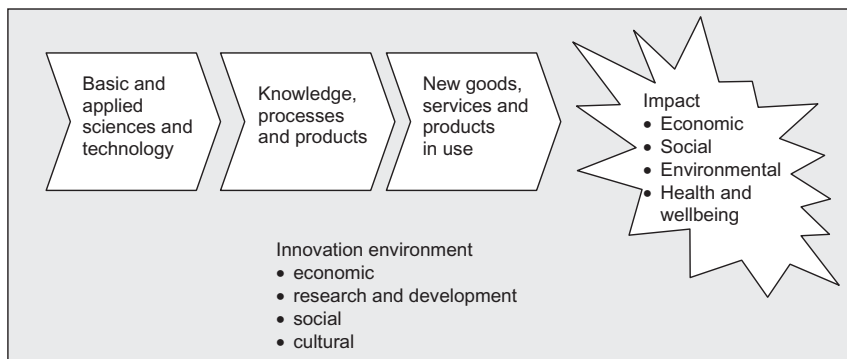 Basic and
applied
sciences and
technology
Knowledge,
processes
and products
New goods,
services and
products
in use
Impact
• Economic
• Social
• Environmental
• Health and
wellbeing
Innovation environment
• economic
• research and development
• social
• cultural